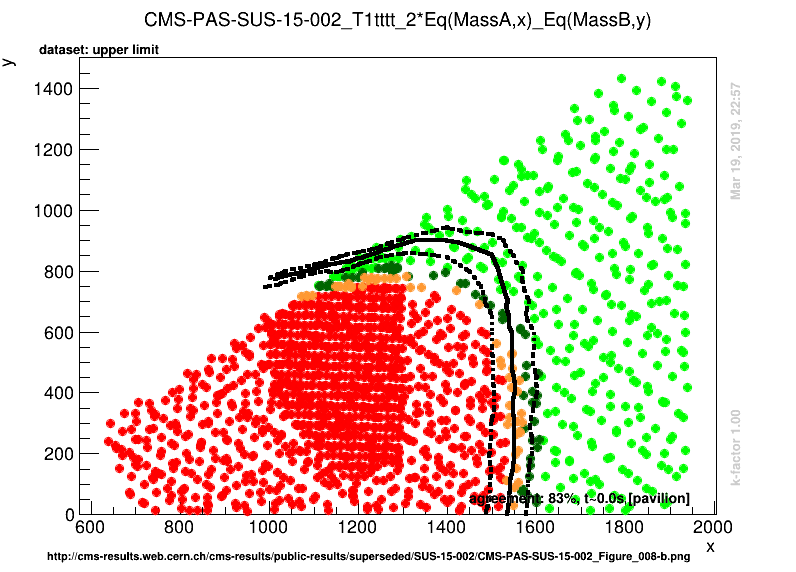 CMS-PAS-SUS-15-002_T1tttt_2*Eq(MassA,x)_Eq(MassB,y)
dataset: upper limit
y
1400
1200
1000
800
600
400
200
0
600
800
1000
1200
1400
1600
1800
2000
x
agreement: 83%, t~0.0s [pavilion]
Mar 19, 2019, 22:57
k-factor 1.00
http://cms-results.web.cern.ch/cms-results/public-results/superseded/SUS-15-002/CMS-PAS-SUS-15-002_Figure_008-b.png